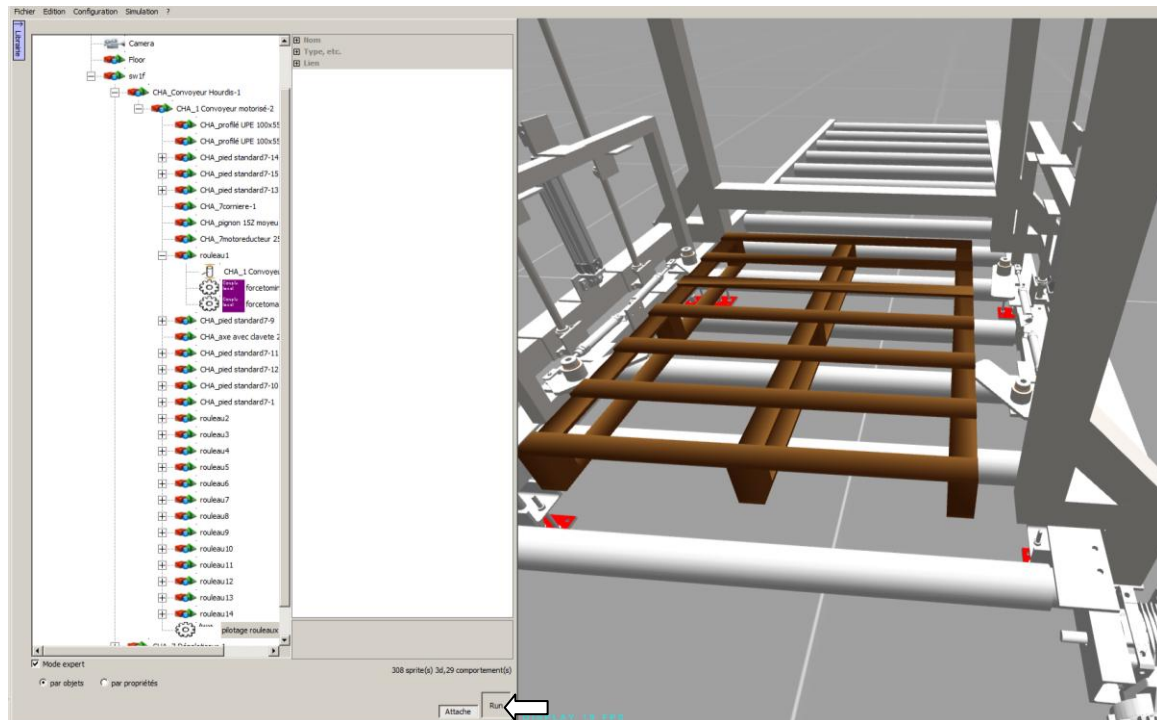 Fichier Edition Configuration Simulation ?
Librairie
Camera
Floor
sw1f
CHA_Convoyeur Hourdis-1
CHA_1 Convoyeur motorisé-2
CHA_profilé UPE 100x55
CHA_profilé UPE 100x55
CHA_pied standard7-14
CHA_pied standard7-15
CHA_pied standard7-13
CHA_7corniere-1
CHA_pignon 15Z moyeu
CHA_7motoreducteur 25
rouleau1
CHA_1 Convoyeu
forcetomin
forcetoma
CHA_pied standard7-9
CHA_axe avec clavete 2
CHA_pied standard7-11
CHA_pied standard7-12
CHA_pied standard7-10
CHA_pied standard7-1
rouleau2
rouleau3
rouleau4
rouleau5
rouleau6
rouleau7
rouleau8
rouleau9
rouleau10
rouleau11
rouleau12
rouleau13
rouleau14
pilotage rouleaux
Nom
Type, etc.
Lien
Mode expert
308 sprite(s) 3d,29 comportement(s)
par objets par propriétés
Attache Run